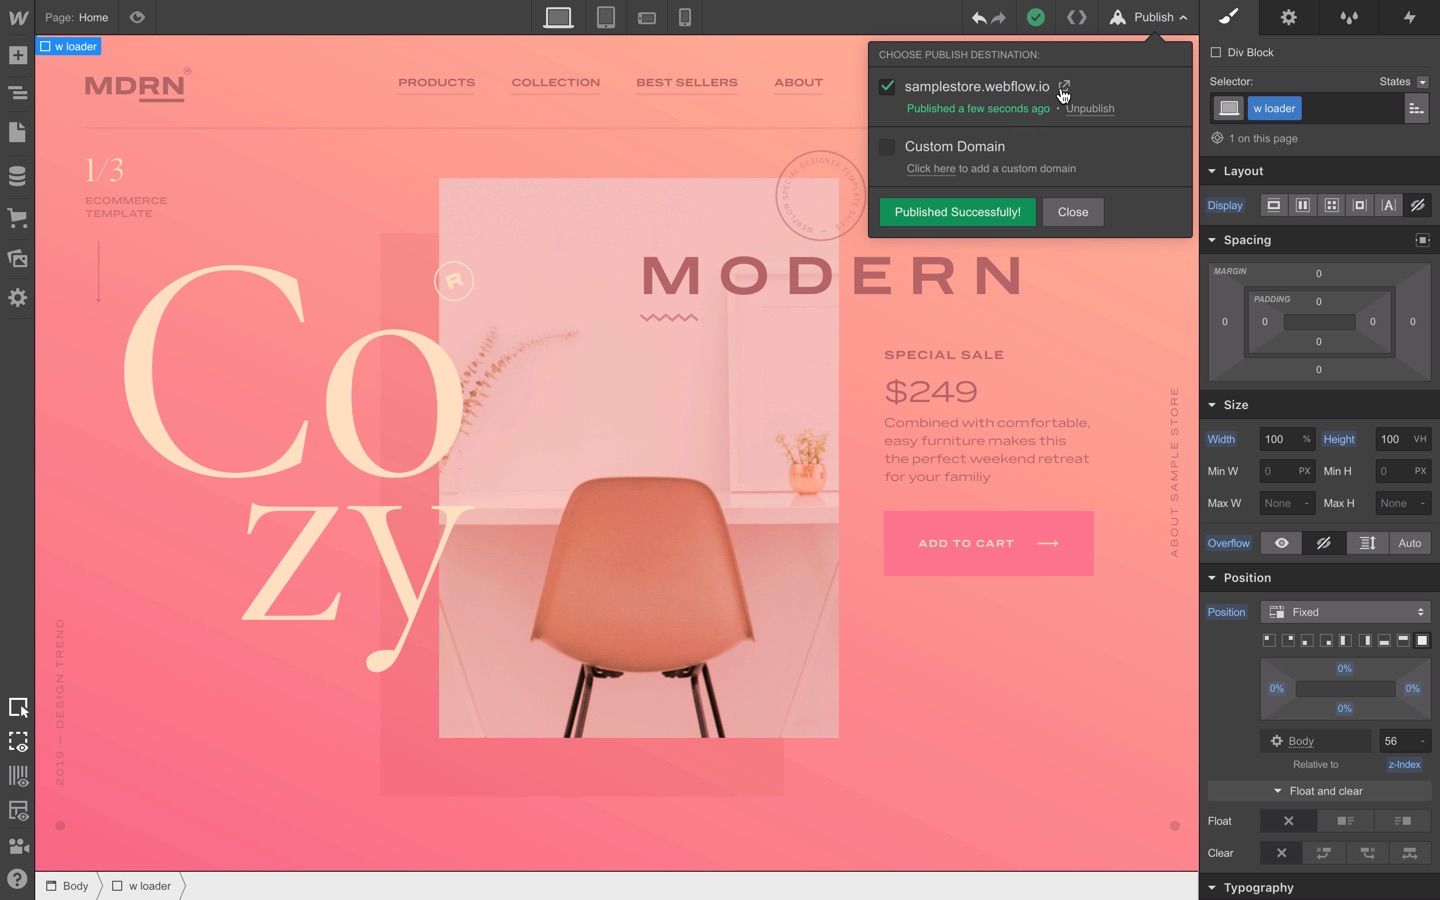 Page: Home
Publish
w loader
MDRN®
PRODUCTS
COLLECTION
BEST SELLERS
ABOUT
1/3
ECOMMERCE
TEMPLATE
Co
zy
R
MODERN
SPECIAL SALE
$249
Combined with comfortable,
easy furniture makes this
the perfect weekend retreat
for your familiy
ADD TO CART
ABOUT SAMPLE STORE
2019 — DESIGN TREND
CHOOSE PUBLISH DESTINATION:
samplestore.webflow.io
Published a few seconds ago • Unpublish
Custom Domain
Click here to add a custom domain
Published Successfully!
Close
Div Block
Selector:
States
w loader
1 on this page
Layout
Display
Spacing
MARGIN
0
PADDING
0
0
0
0
0
0
0
Size
Width
100 %
Height
100 VH
Min W
0 PX
Min H
0 PX
Max W
None -
Max H
None -
Overflow
Auto
Position
Position
Fixed
0%
0%
0%
0%
Body
56 -
Relative to
z-Index
Float and clear
Float
Clear
Typography
Body
w loader